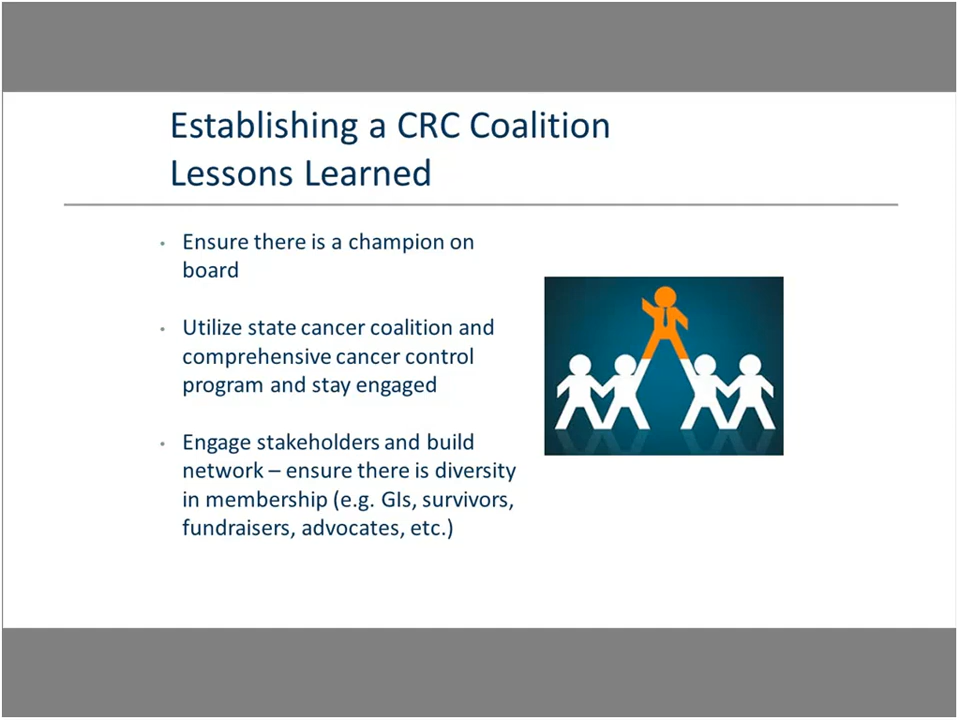 Establishing a CRC Coalition
Lessons Learned
• Ensure there is a champion on
board
• Utilize state cancer coalition and
comprehensive cancer control
program and stay engaged
• Engage stakeholders and build
network – ensure there is diversity
in membership (e.g. GIs, survivors,
fundraisers, advocates, etc.)